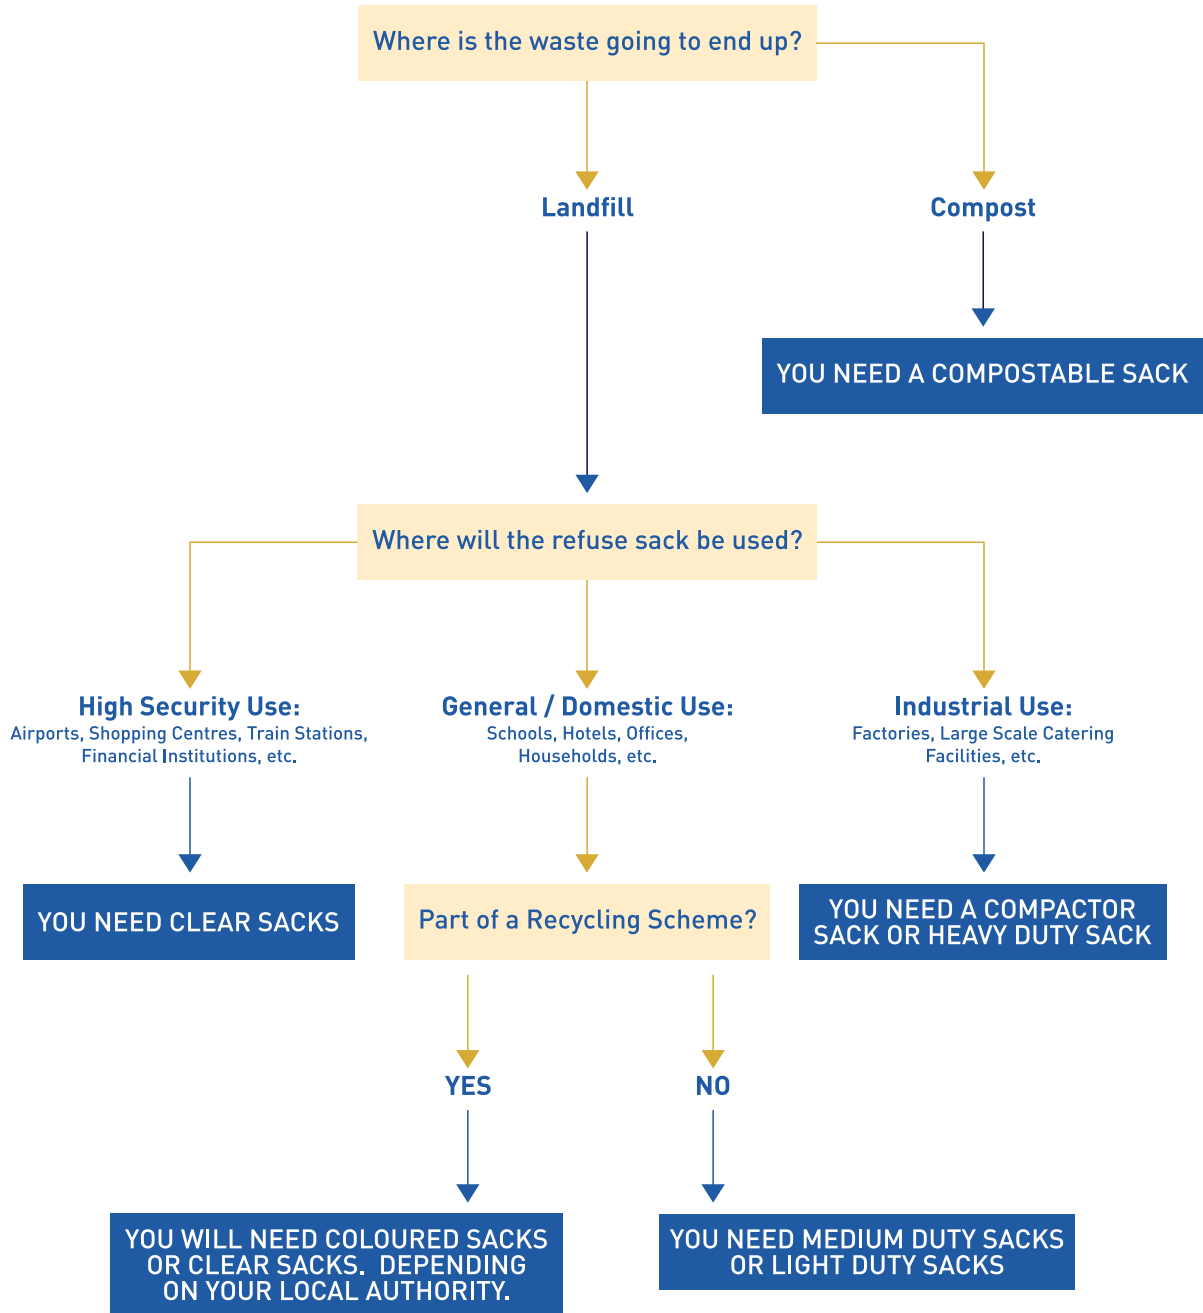 Where is the waste going to end up?
Landfill
Compost
YOU NEED A COMPOSTABLE SACK
Where will the refuse sack be used?
High Security Use:
Airports, Shopping Centres, Train Stations,
Financial Institutions, etc.
General / Domestic Use:
Schools, Hotels, Offices,
Households, etc.
Industrial Use:
Factories, Large Scale Catering
Facilities, etc.
YOU NEED CLEAR SACKS
Part of a Recycling Scheme?
YOU NEED A COMPACTOR
SACK OR HEAVY DUTY SACK
YES
NO
YOU WILL NEED COLOURED SACKS
OR CLEAR SACKS. DEPENDING
ON YOUR LOCAL AUTHORITY.
YOU NEED MEDIUM DUTY SACKS
OR LIGHT DUTY SACKS